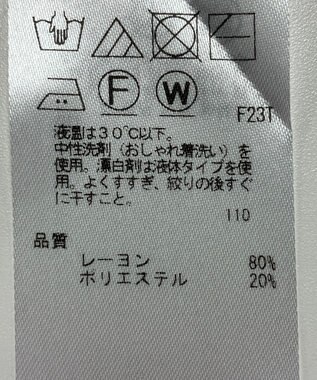 F W
F23T
液温は30℃以下。
中性洗剤(おしゃれ着洗い)を
使用。漂白剤は液体タイプを使
用。よくすすぎ、絞りの後すぐ
に干すこと。
110
品質
レーヨン 80%
ポリエステル 20%